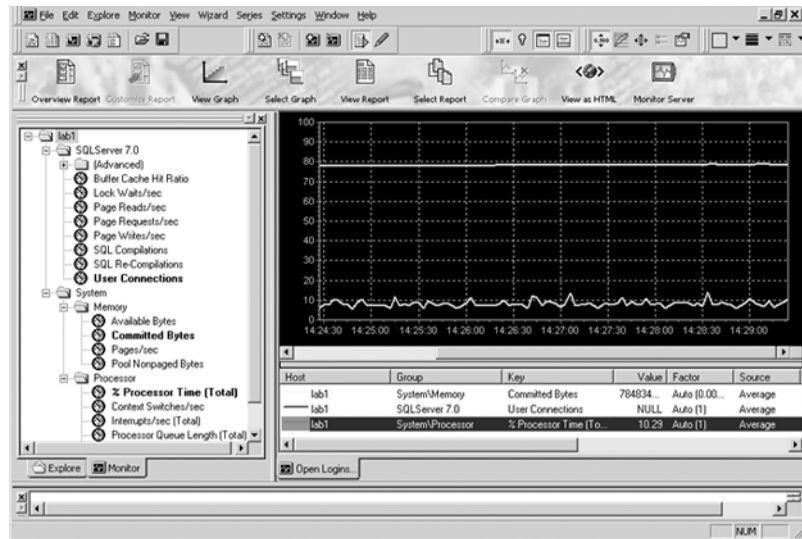 File Edit Explore Monitor View Wizard Series Settings Window Help
Overview Report Customize Report View Graph Select Graph View Report Select Report Compare Graph View as HTML Monitor Server
lab1
SQLServer 7.0
(Advanced)
Buffer Cache Hit Ratio
Lock Waits/sec
Page Reads/sec
Page Requests/sec
Page Writes/sec
SQL Compilations
SQL Re-Compilations
User Connections
System
Memory
Available Bytes
Committed Bytes
Pages/sec
Pool Nonpaged Bytes
Processor
% Processor Time (Total)
Context Switches/sec
Interrupts/sec (Total)
Processor Queue Length (Total)
Explore Monitor
100
90
80
70
60
50
40
30
20
10
0
14:24:30 14:25:00 14:25:30 14:26:00 14:26:30 14:27:00 14:27:30 14:28:00 14:28:30 14:29:00
Host Group Key Value Factor Source
lab1 System\Memory Committed Bytes 784834... Auto (0.00... Average
lab1 SQLServer 7.0 User Connections NULL Auto (1) Average
lab1 System\Processor % Processor Time (To... 10.29 Auto (1) Average
Open Logins...
NUM